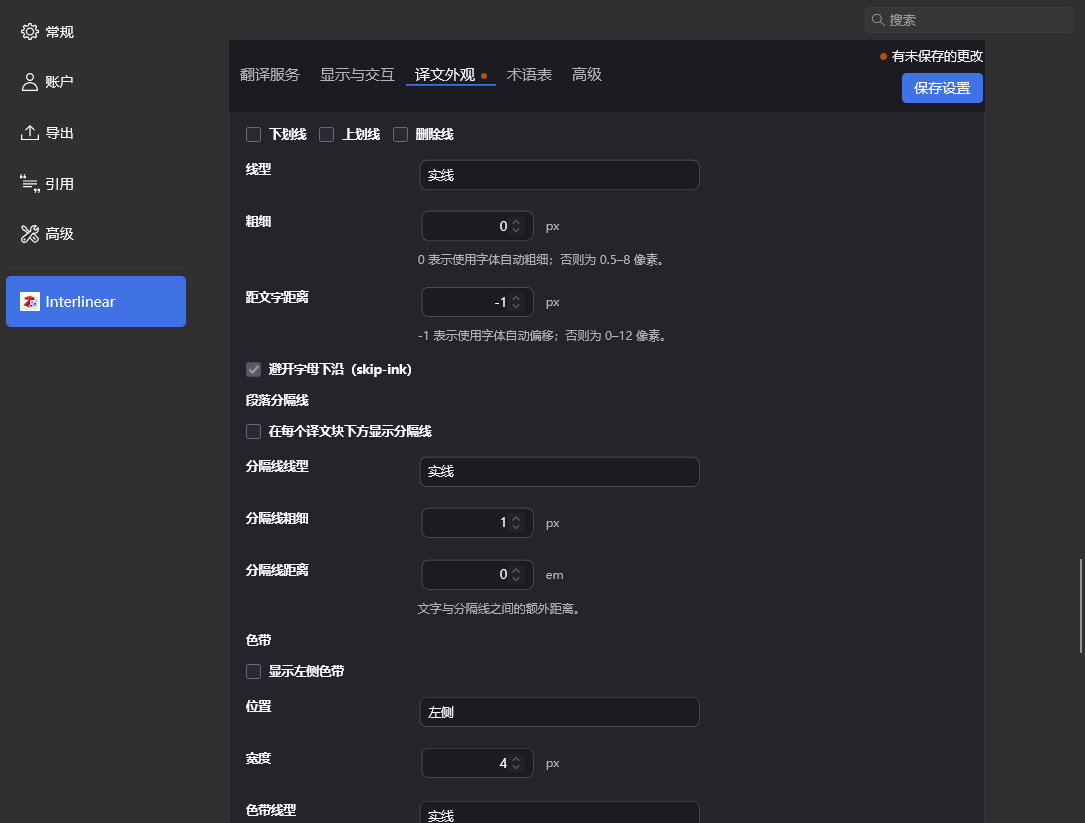 常规
账户
导出
引用
高级
Interlinear
搜索
有未保存的更改
翻译服务 显示与交互 译文外观 术语表 高级
保存设置
下划线 上划线 删除线
线型 实线
粗细 0 px
0 表示使用字体自动粗细；否则为 0.5–8 像素。
距文字距离 -1 px
-1 表示使用字体自动偏移；否则为 0–12 像素。
避开字母下沿（skip-ink）
段落分隔线
在每个译文块下方显示分隔线
分隔线线型 实线
分隔线粗细 1 px
分隔线距离 0 em
文字与分隔线之间的额外距离。
色带
显示左侧色带
位置 左侧
宽度 4 px
色带线型 实线